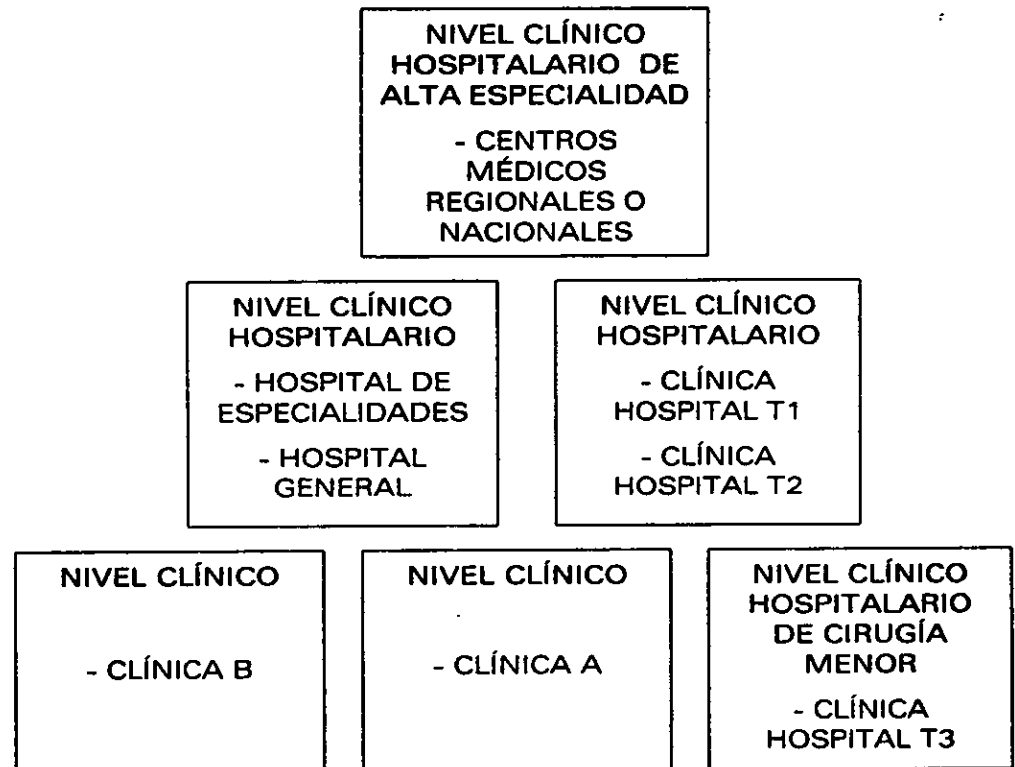 NIVEL CLÍNICO
HOSPITALARIO DE
ALTA ESPECIALIDAD
- CENTROS
MÉDICOS
REGIONALES O
NACIONALES
NIVEL CLÍNICO
HOSPITALARIO
- HOSPITAL DE
ESPECIALIDADES
- HOSPITAL
GENERAL
NIVEL CLÍNICO
HOSPITALARIO
- CLÍNICA
HOSPITAL T1
- CLÍNICA
HOSPITAL T2
NIVEL CLÍNICO
- CLÍNICA B
NIVEL CLÍNICO
- CLÍNICA A
NIVEL CLÍNICO
HOSPITALARIO
DE CIRUGÍA
MENOR
- CLÍNICA
HOSPITAL T3